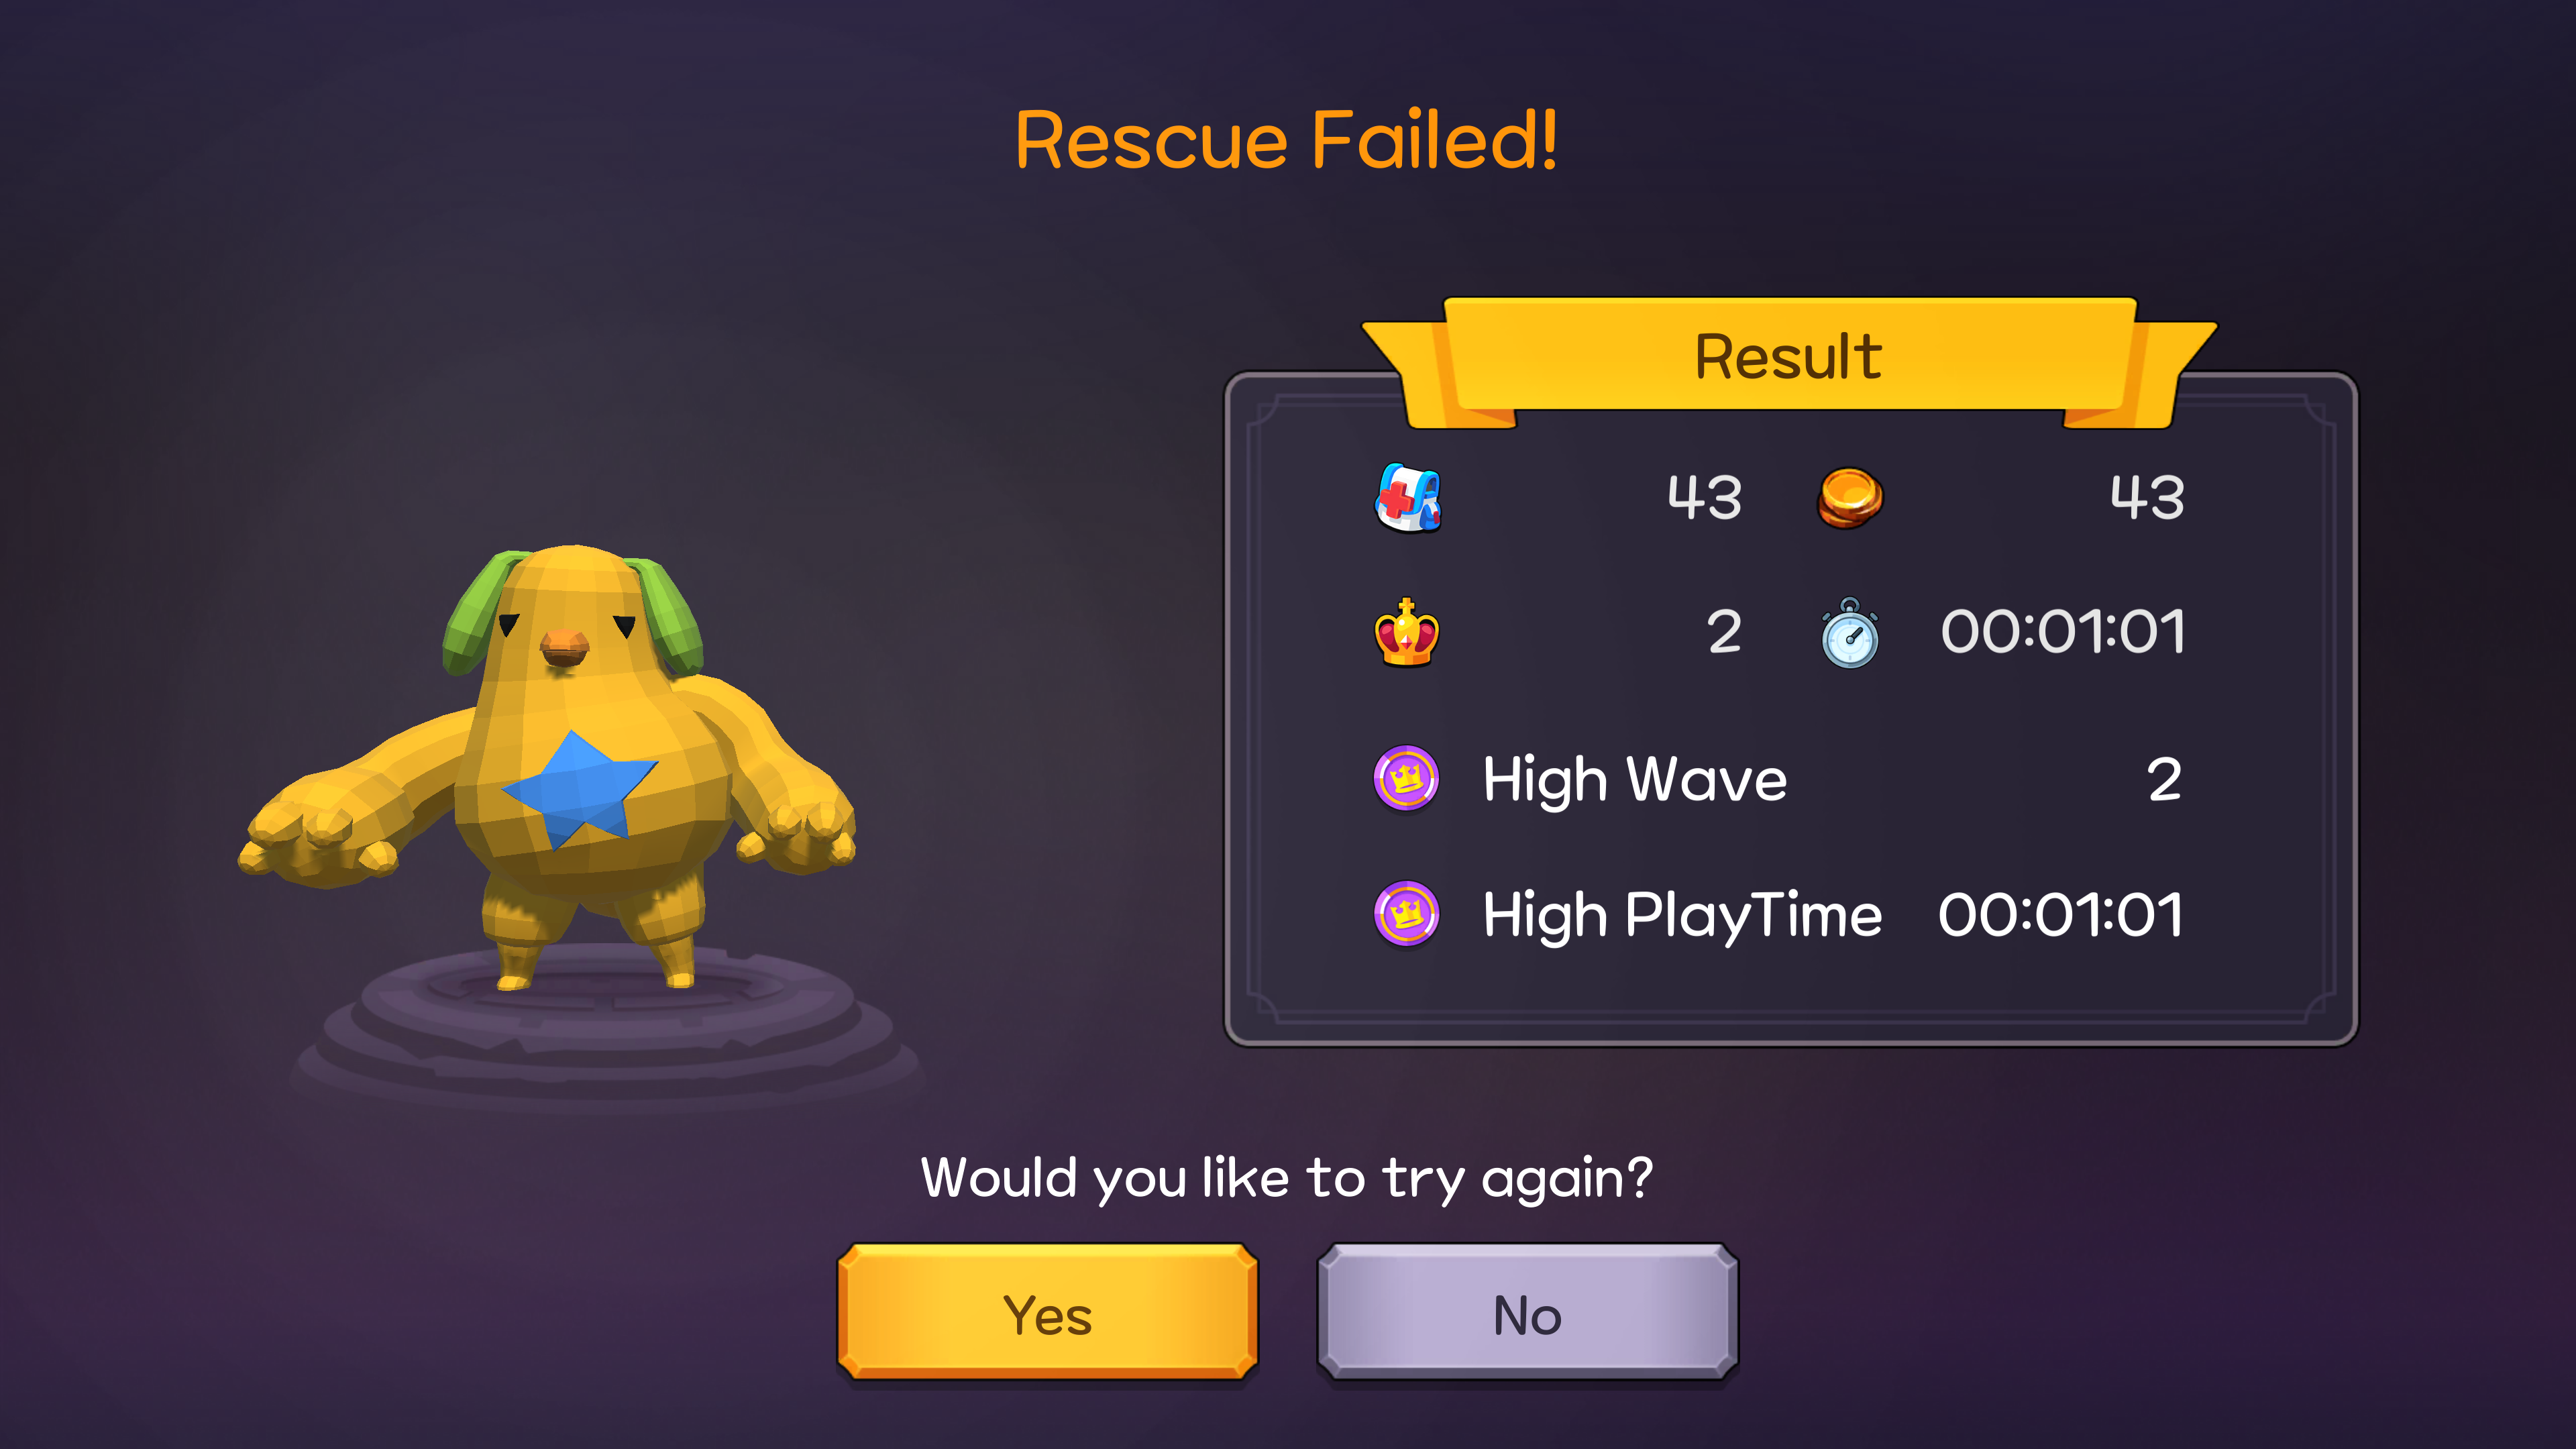 Rescue Failed!
Result
43 43
2 00:01:01
High Wave 2
High PlayTime 00:01:01
Would you like to try again?
Yes No